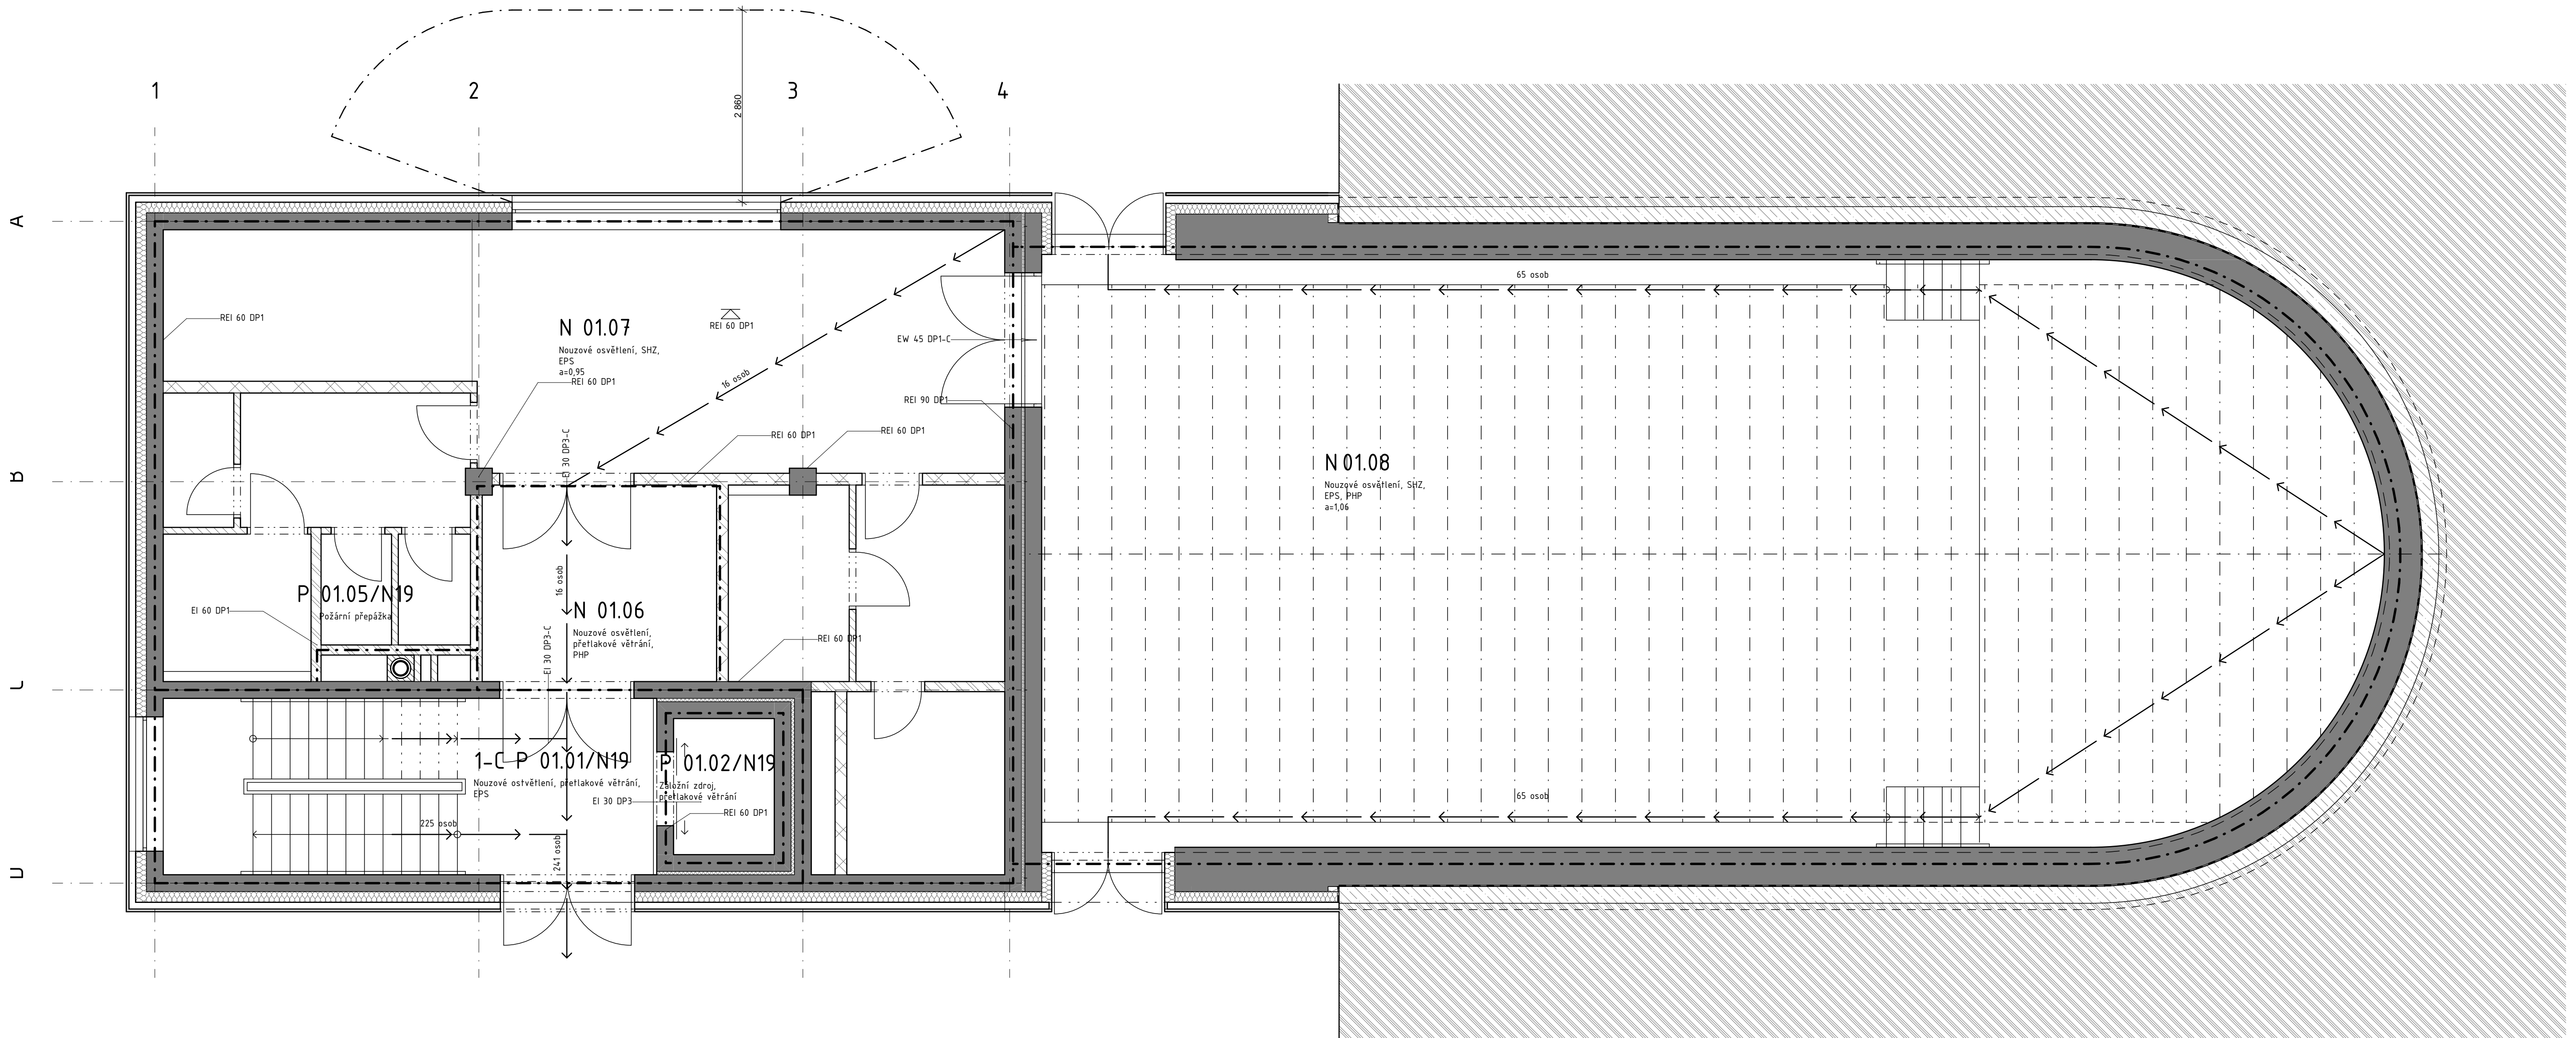 2 860
1
2
3
4
A
B
C
D
REI 60 DP1
N 01.07
Nouzové osvětlení, SHZ,
EPS
a=0,95
REI 60 DP1
REI 60 DP1
16 osob
EW 45 DP1-C
REI 90 DP1
REI 60 DP1
REI 60 DP1
EI 30 DP3-C
65 osob
N 01.08
Nouzové osvětlení, SHZ,
EPS, PHP
a=1,06
P 01.05/N19
Požární přepážka
EI 60 DP1
16 osob
N 01.06
Nouzové osvětlení,
přetlakové větrání,
PHP
EI 30 DP3-C
REI 60 DP1
1-C P 01.01/N19
Nouzové ostvětlení, přetlakové větrání,
EPS
P 01.02/N19
Záložní zdroj,
přetlakové větrání
EI 30 DP3
REI 60 DP1
225 osob
241 osob
65 osob